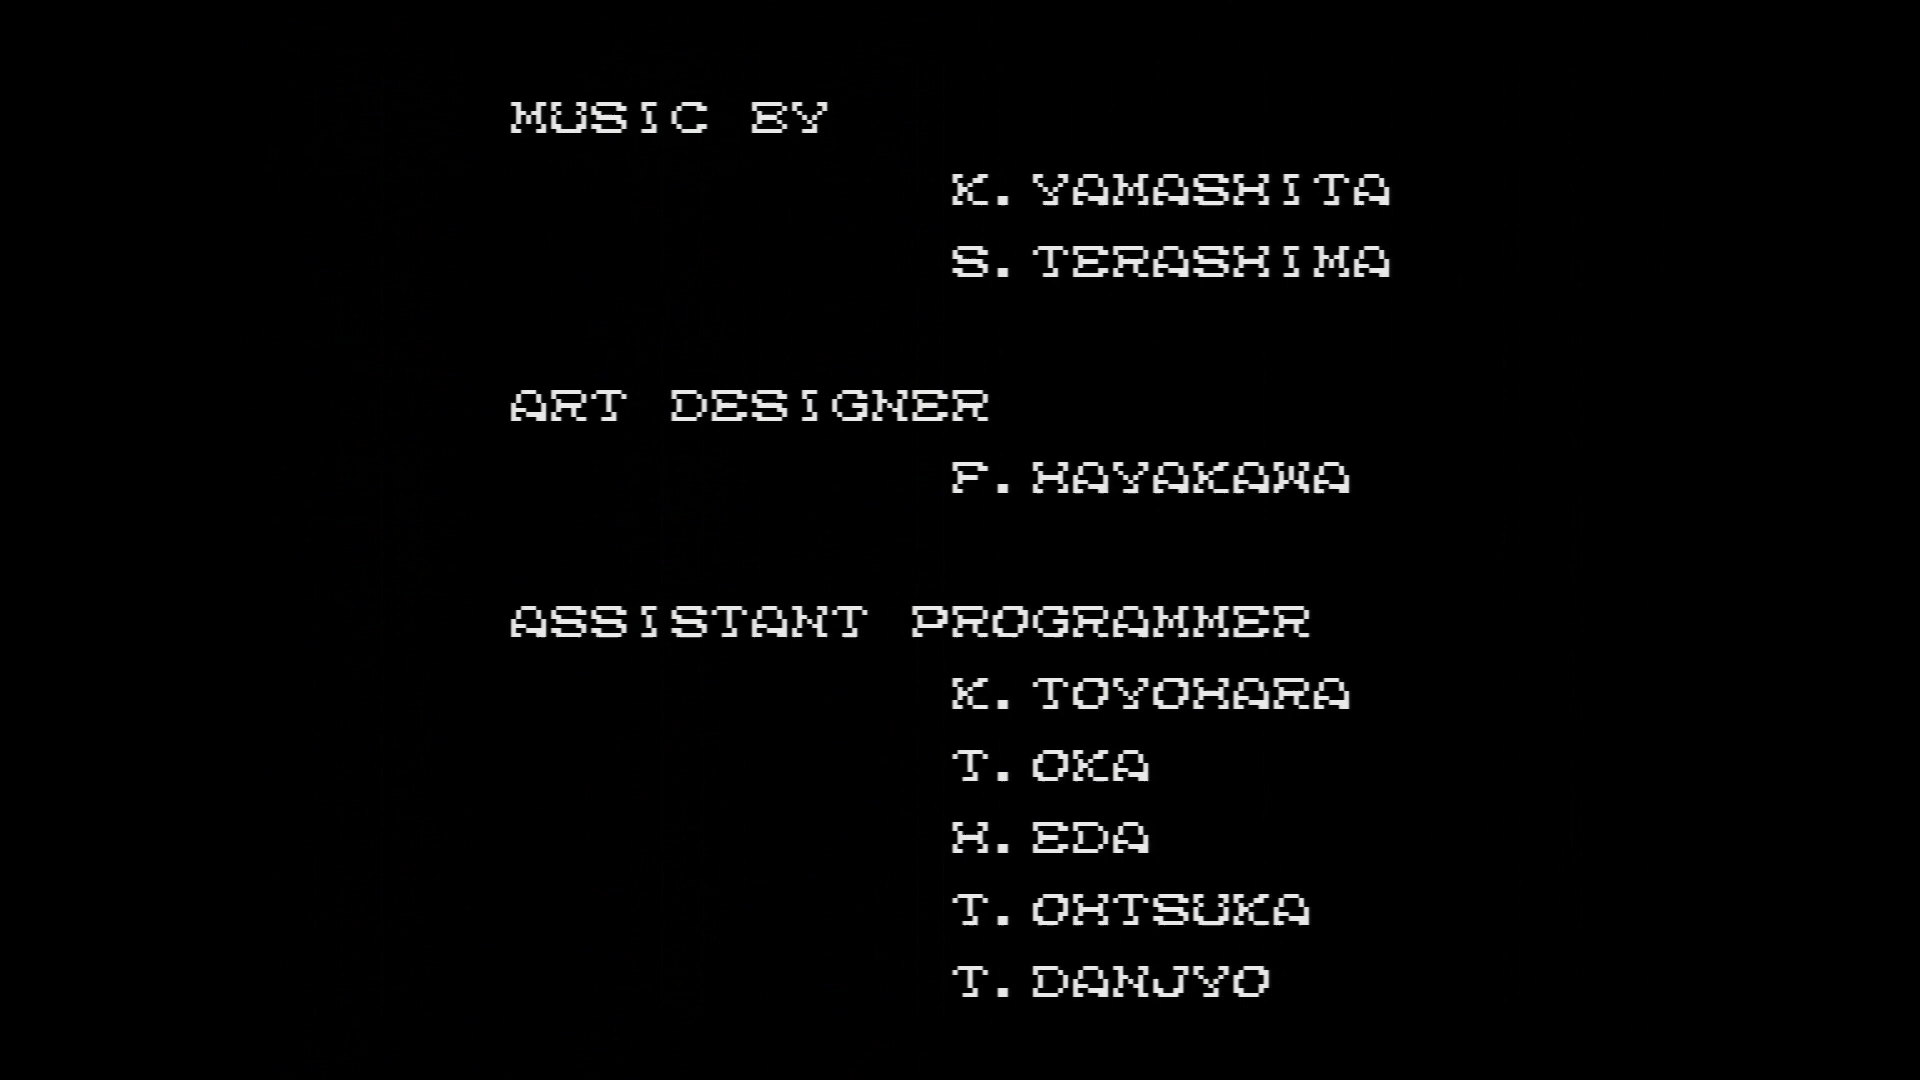 MUSIC BY
K. YAMASHITA
S. TERASHIMA
ART DESIGNER
F. HAYAKAWA
ASSISTANT PROGRAMMER
K. TOYOHARA
T. OKA
H. EDA
T. OHTSUKA
T. DANJYO